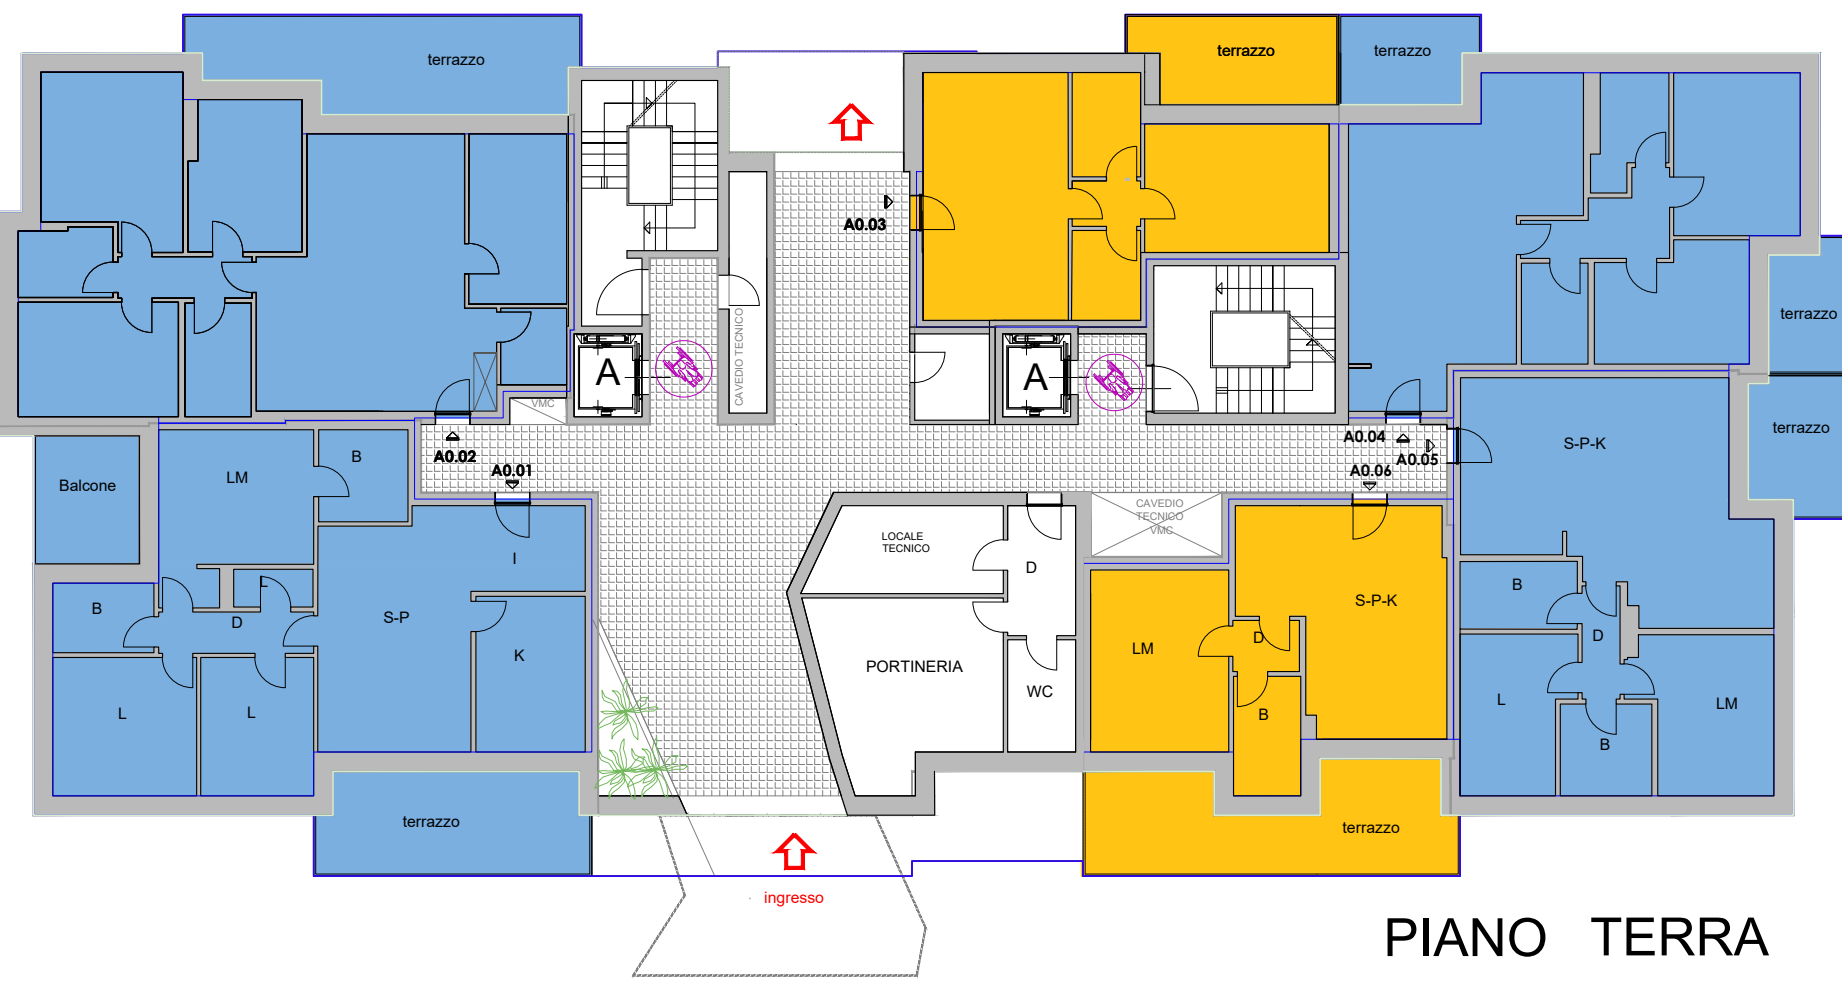 terrazzo
terrazzo
terrazzo
A0.03
terrazzo
CAVEDIO TECNICO
A
A
VMC
terrazzo
A0.02
A0.01
A0.04
A0.05
A0.06
S-P-K
Balcone
LM
B
CAVEDIO
TECNICO
VMC
LOCALE
TECNICO
I
D
L
B
D
S-P
K
S-P-K
B
D
D
LM
PORTINERIA
WC
L
L
B
L
LM
B
terrazzo
terrazzo
ingresso
PIANO TERRA